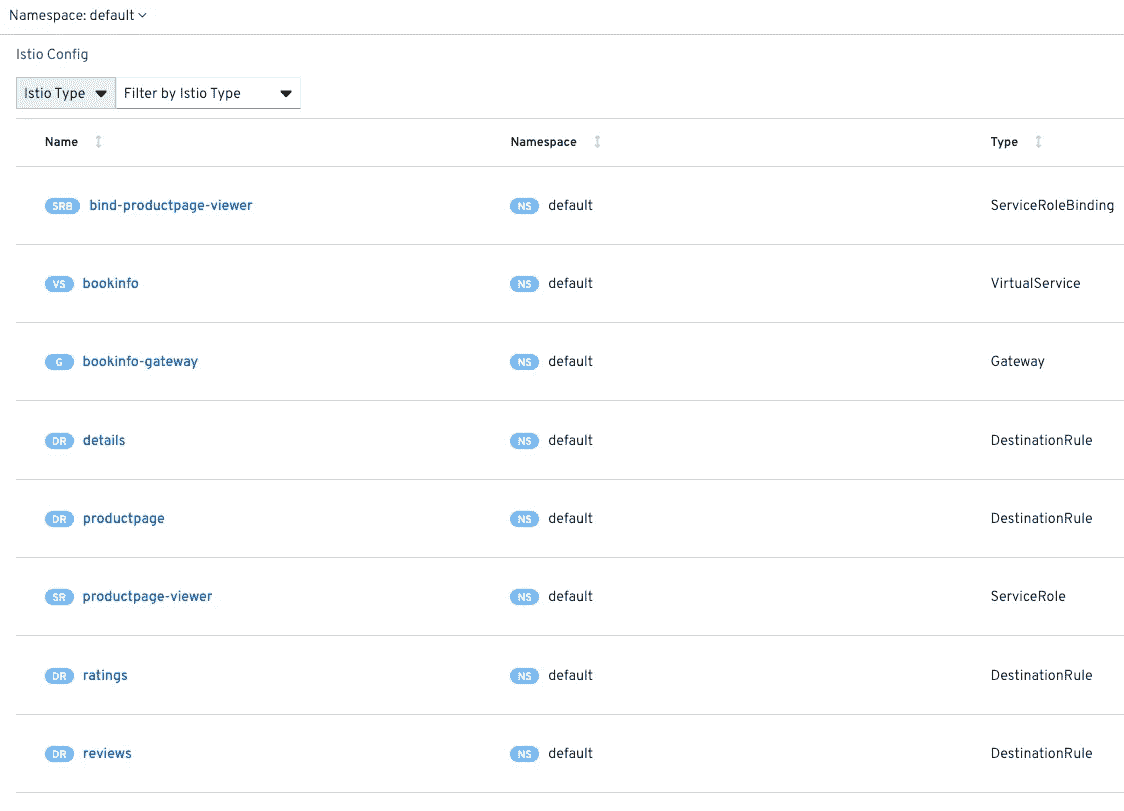 Namespace: default
Istio Config
Istio Type Filter by Istio Type
Name Namespace Type
SRB bind-productpage-viewer NS default ServiceRoleBinding
VS bookinfo NS default VirtualService
G bookinfo-gateway NS default Gateway
DR details NS default DestinationRule
DR productpage NS default DestinationRule
SR productpage-viewer NS default ServiceRole
DR ratings NS default DestinationRule
DR reviews NS default DestinationRule